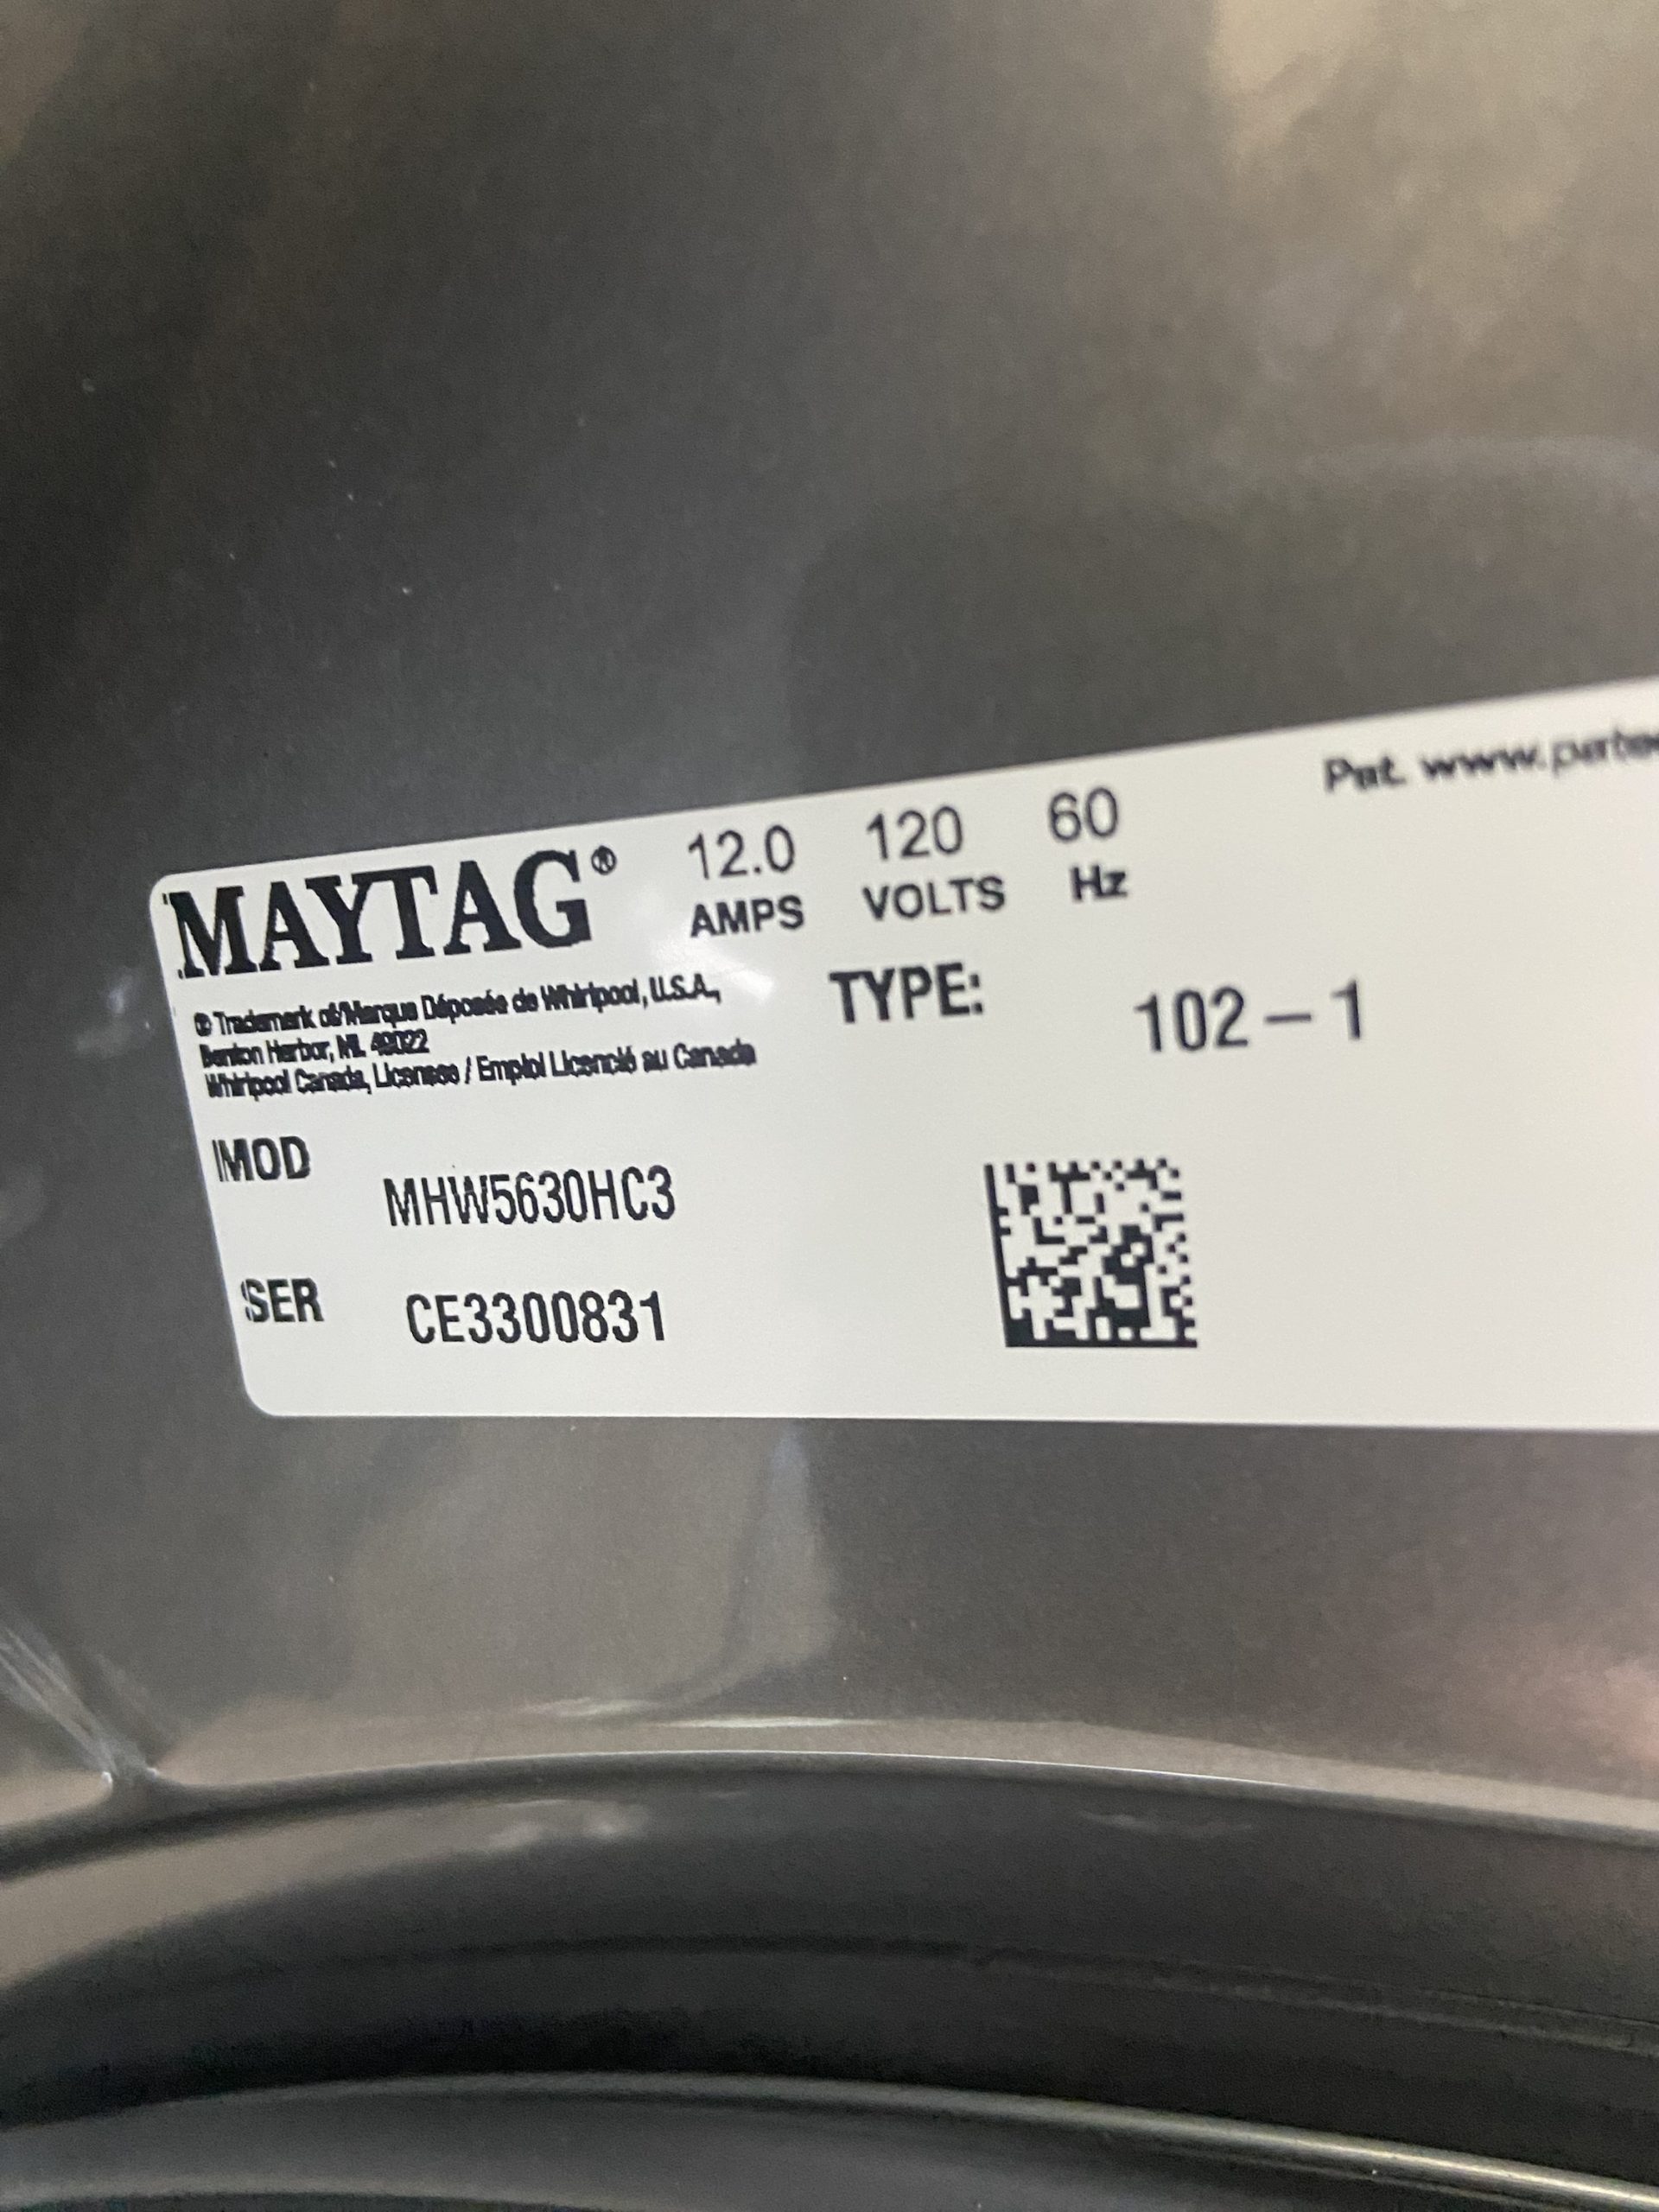 MAYTAG® 12.0 120 60
AMPS VOLTS Hz
Pat. www.
® Trademark of/Marque Déposée de Whirlpool, U.S.A.,
Benton Harbor, MI. 49022
Whirlpool Canada, Licensee / Emploi Licencié au Canada
TYPE: 102-1
MOD MHW5630HC3
SER CE3300831